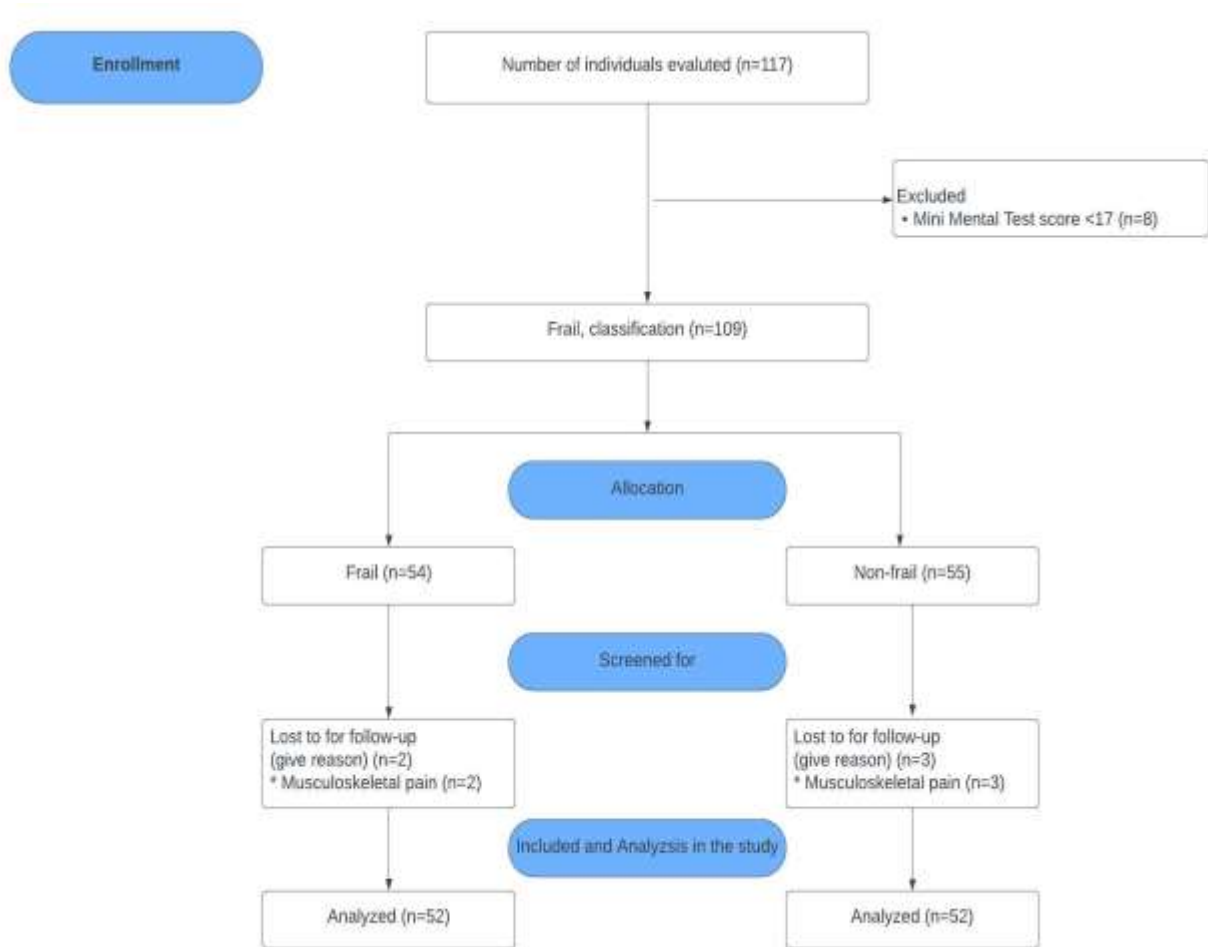 Enrollment
Number of individuals evaluted (n=117)
Excluded
• Mini Mental Test score <17 (n=8)
Frail, classification (n=109)
Allocation
Frail (n=54)
Non-frail (n=55)
Screened for
Lost to for follow-up
(give reason) (n=2)
* Musculoskeletal pain (n=2)
Lost to for follow-up
(give reason) (n=3)
* Musculoskeletal pain (n=3)
Included and Analyzsis in the study
Analyzed (n=52)
Analyzed (n=52)